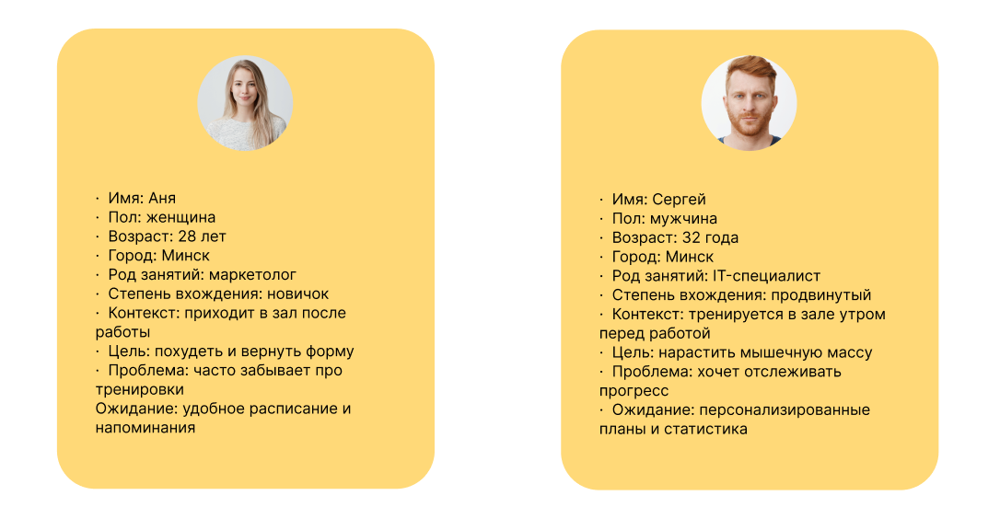 · Имя: Аня
· Пол: женщина
· Возраст: 28 лет
· Город: Минск
· Род занятий: маркетолог
· Степень вхождения: новичок
· Контекст: приходит в зал после
работы
· Цель: похудеть и вернуть форму
· Проблема: часто забывает про
тренировки
Ожидание: удобное расписание и
напоминания
· Имя: Сергей
· Пол: мужчина
· Возраст: 32 года
· Город: Минск
· Род занятий: IT-специалист
· Степень вхождения: продвинутый
· Контекст: тренируется в зале утром
перед работой
· Цель: нарастить мышечную массу
· Проблема: хочет отслеживать
прогресс
· Ожидание: персонализированные
планы и статистика